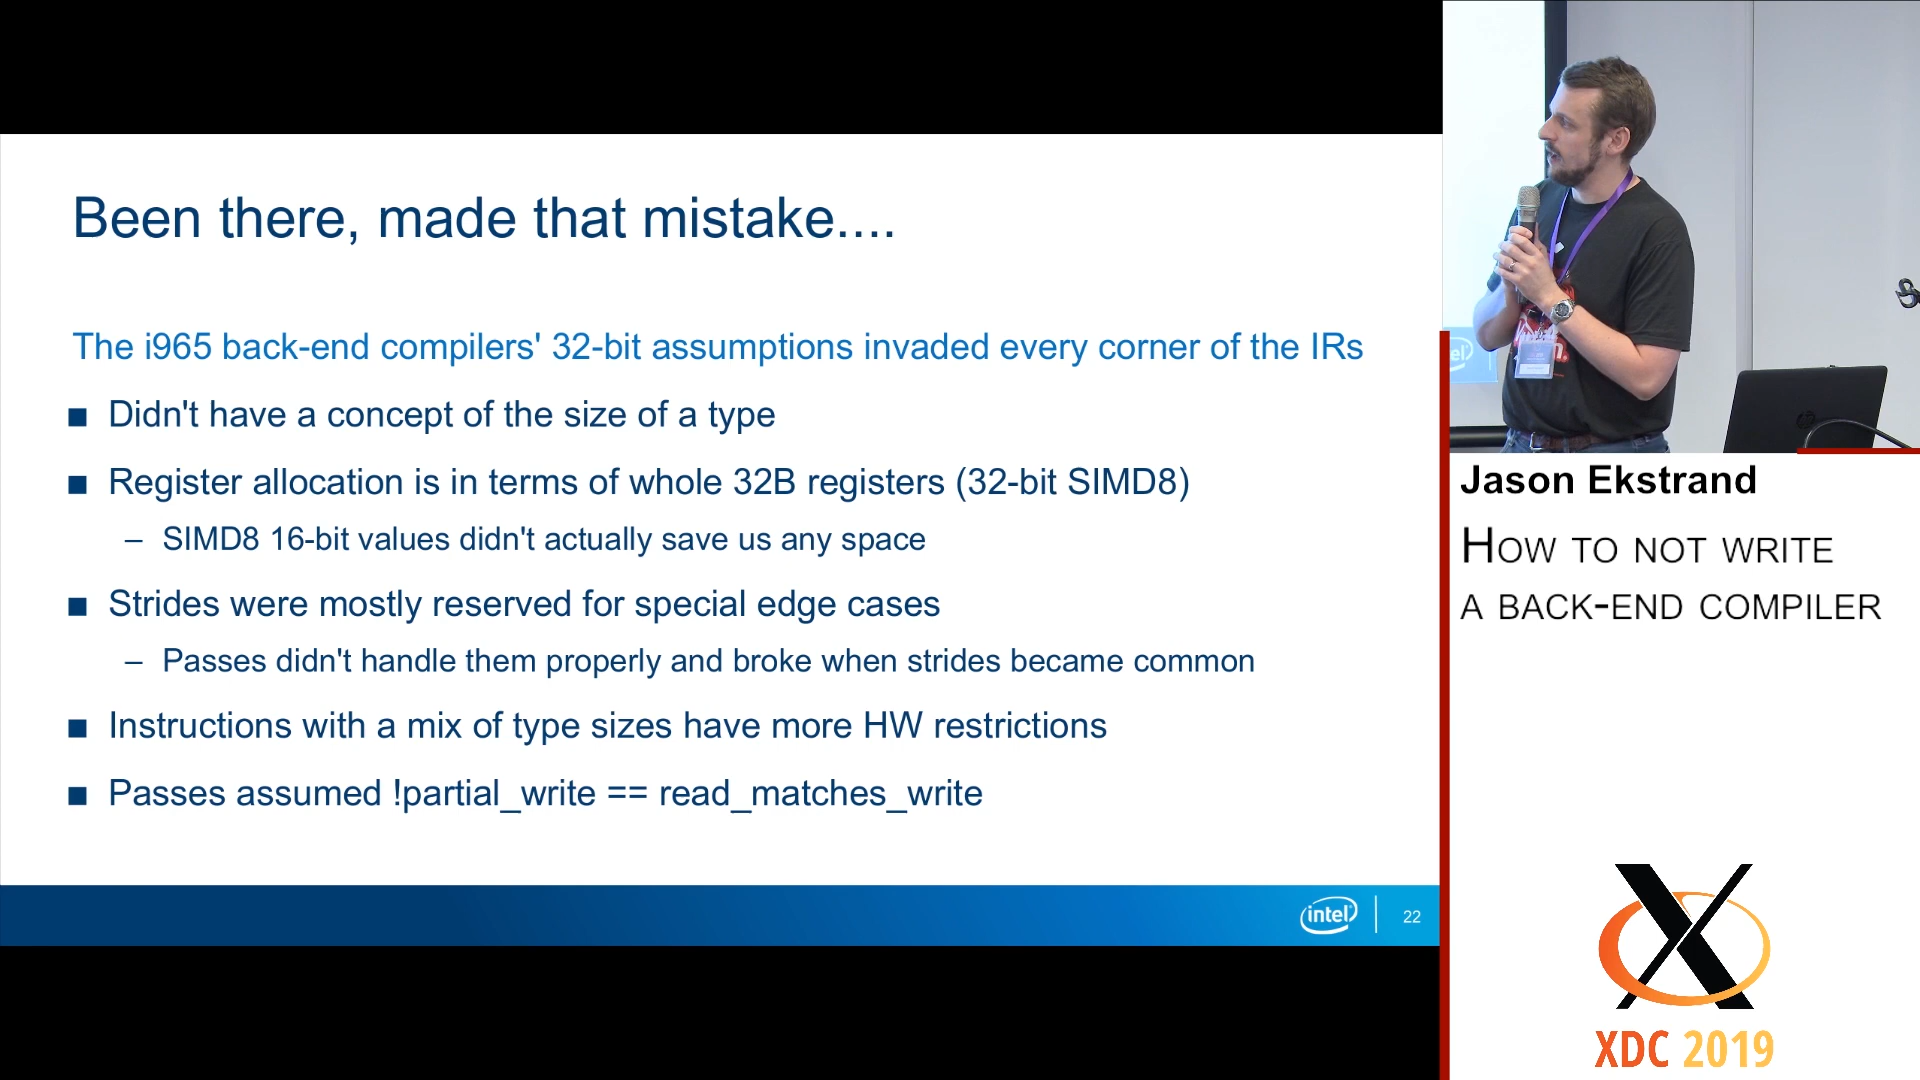 Been there, made that mistake....
The i965 back-end compilers' 32-bit assumptions invaded every corner of the IRs
■ Didn't have a concept of the size of a type
■ Register allocation is in terms of whole 32B registers (32-bit SIMD8)
– SIMD8 16-bit values didn't actually save us any space
■ Strides were mostly reserved for special edge cases
– Passes didn't handle them properly and broke when strides became common
■ Instructions with a mix of type sizes have more HW restrictions
■ Passes assumed !partial_write == read_matches_write
intel
22
Jason Ekstrand
How to not write
a back-end compiler
XDC 2019